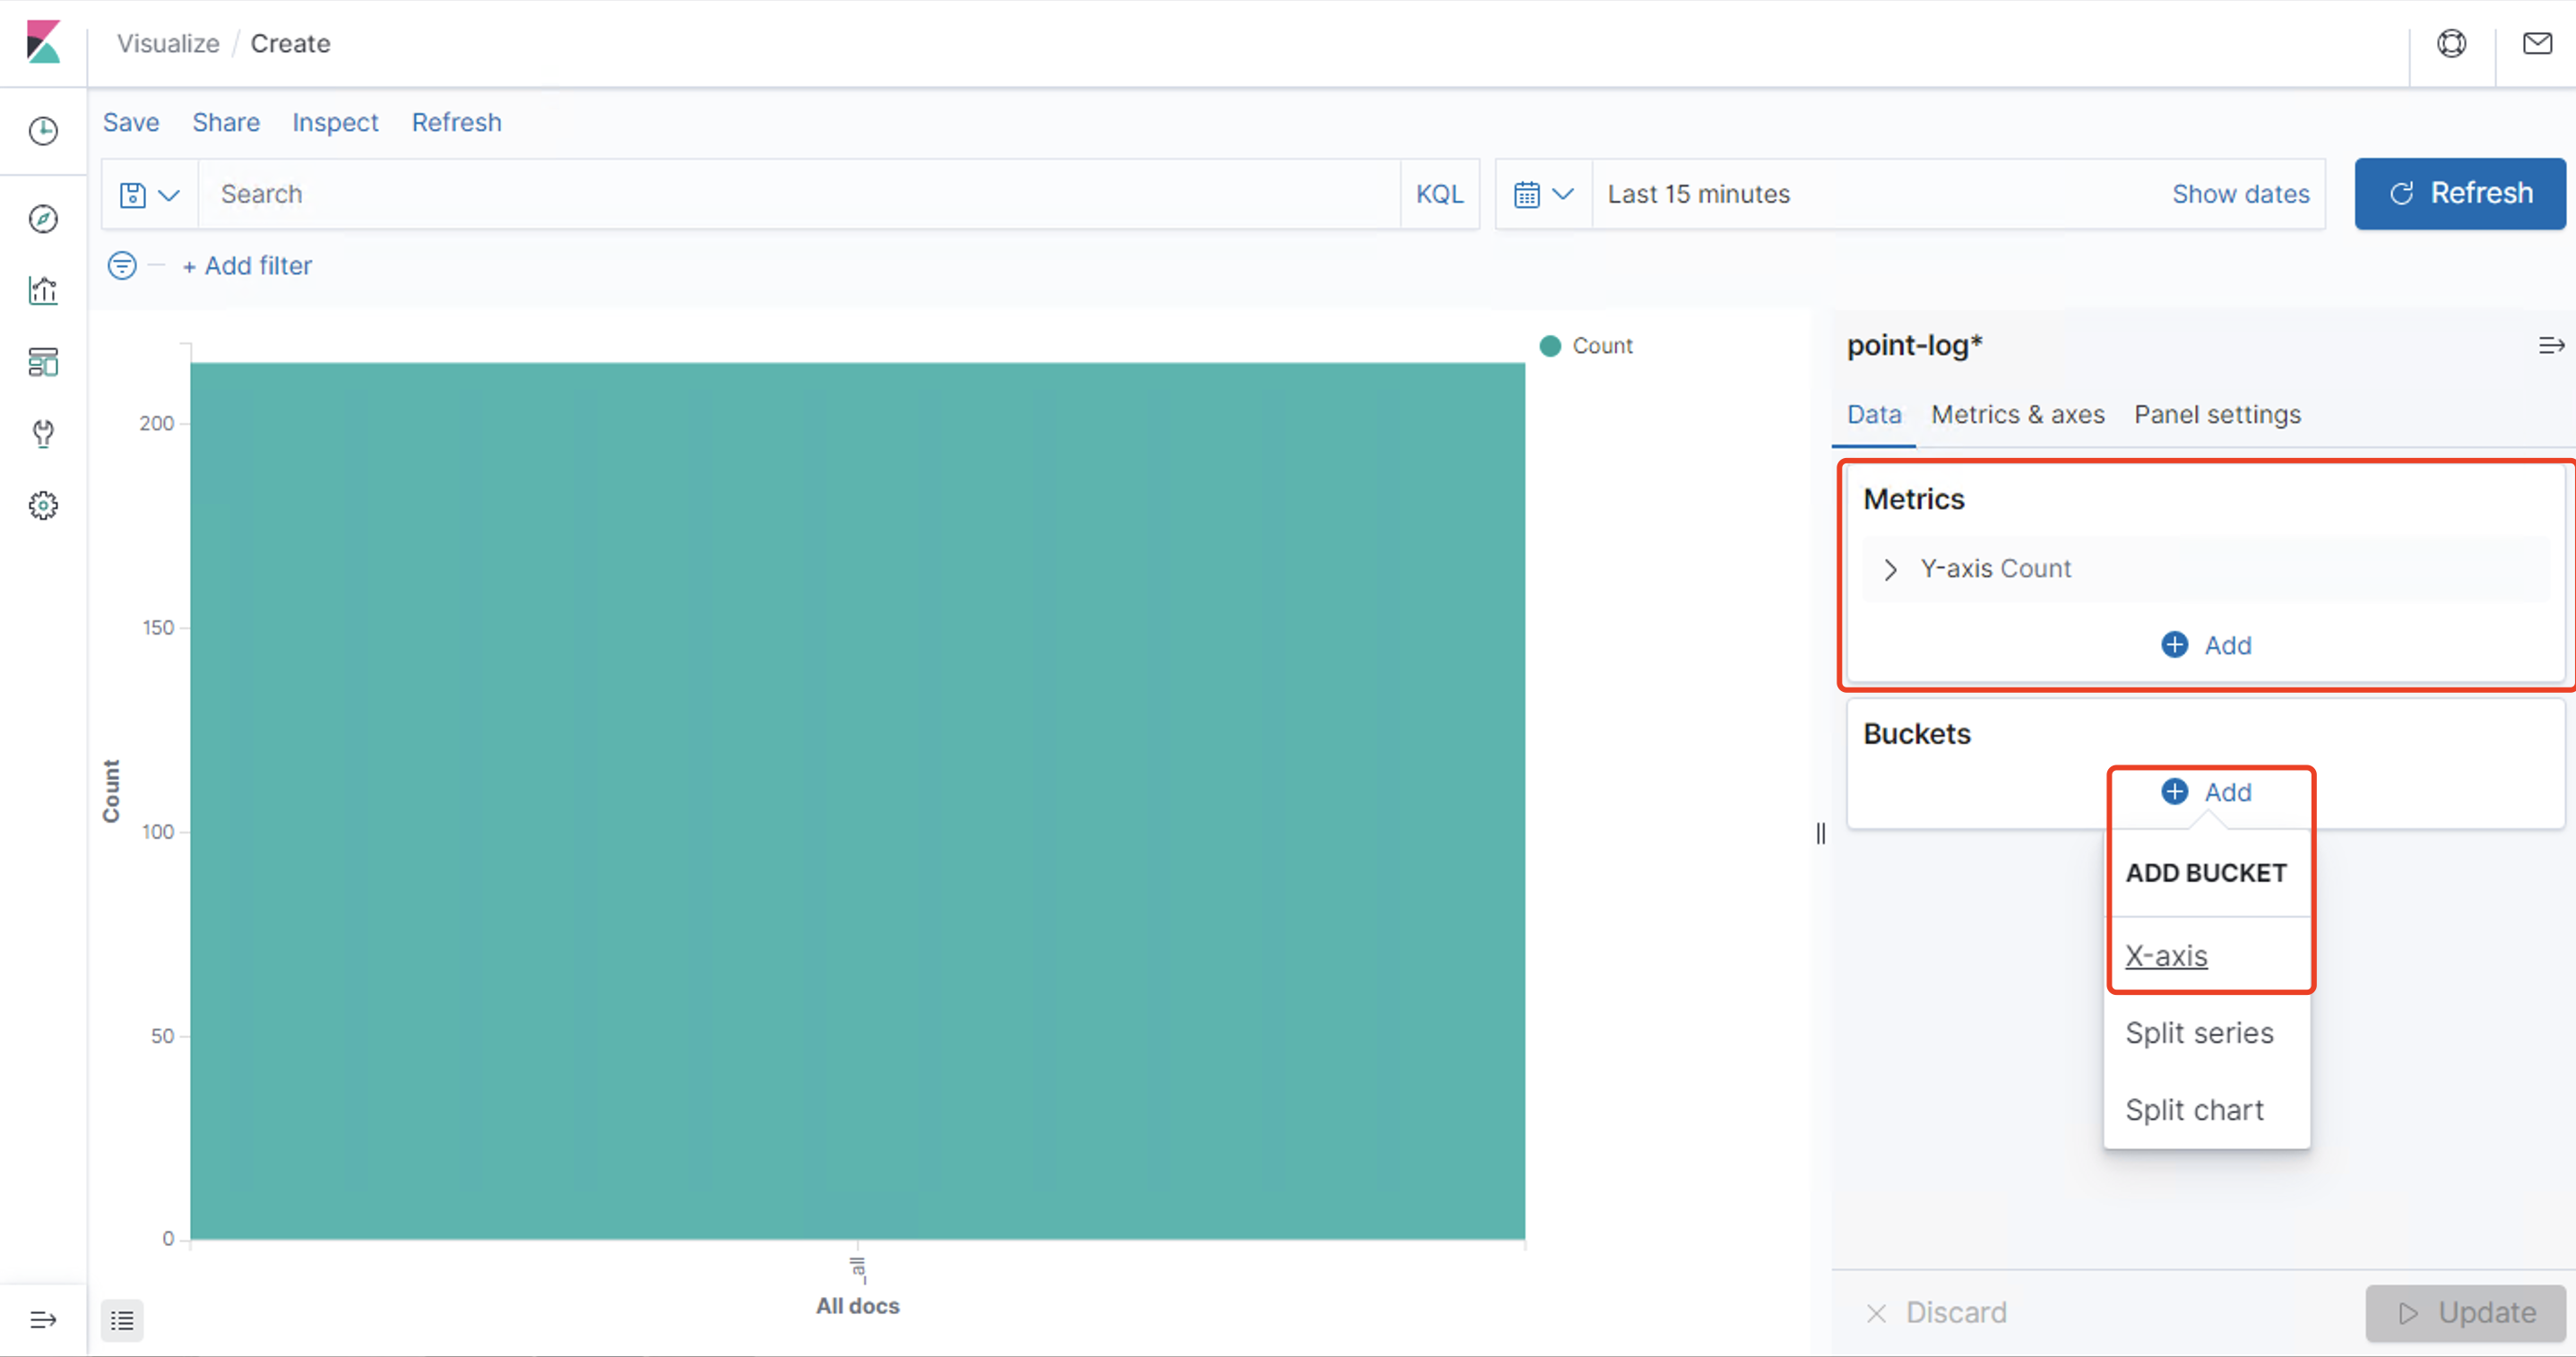 Visualize / Create
Save Share Inspect Refresh
Search KQL Last 15 minutes Show dates Refresh
+ Add filter
Count
200
150
100
50
0
Count
_all
All docs
point-log*
Data Metrics & axes Panel settings
Metrics
Y-axis Count
Add
Buckets
Add
ADD BUCKET
X-axis
Split series
Split chart
Discard Update